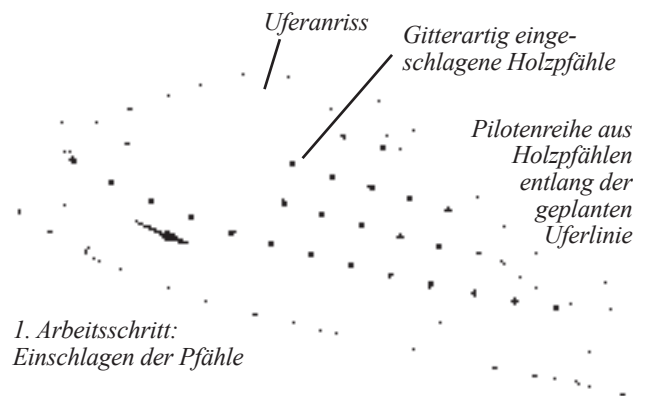 Uferanriss
Gitterartig einge-
schlagene Holzpfähle
Pilotenreihe aus
Holzpfählen
entlang der
geplanten
Uferlinie
1. Arbeitsschritt:
Einschlagen der Pfähle